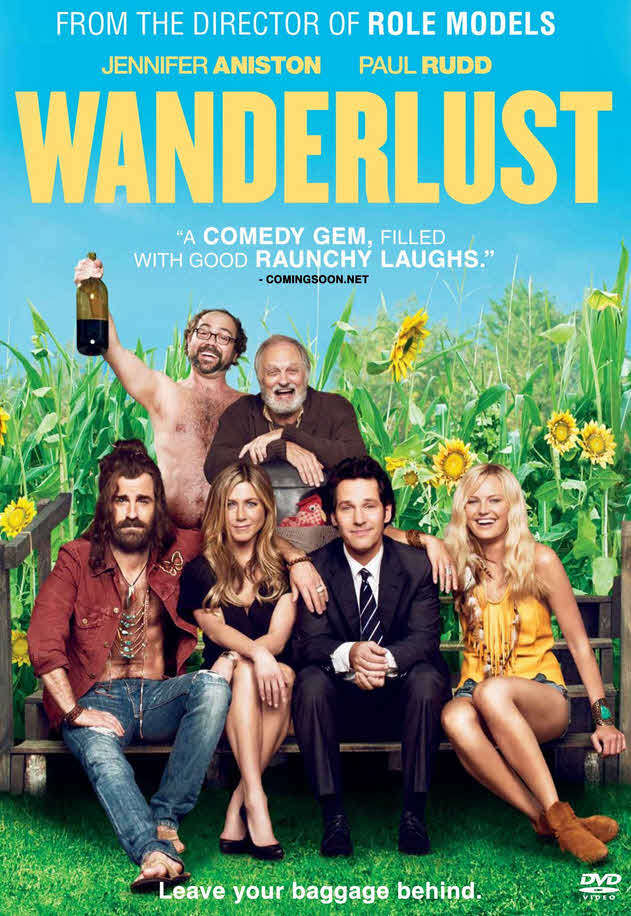 FROM THE DIRECTOR OF ROLE MODELS
JENNIFER ANISTON PAUL RUDD
WANDERLUST
“A COMEDY GEM, FILLED
WITH GOOD RAUNCHY LAUGHS.”
- COMINGSOON.NET
Leave your baggage behind.
DVD
VIDEO